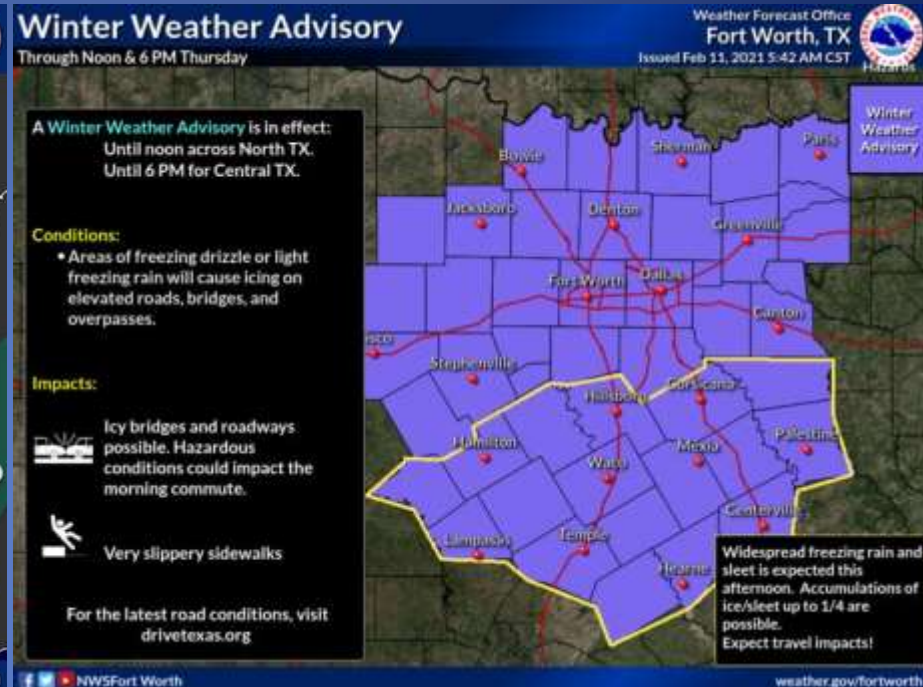 Winter Weather Advisory
Through Noon & 6 PM Thursday
Weather Forecast Office
Fort Worth, TX
Issued Feb 11, 2021 5:42 AM CST
Hazards
Winter
Weather
Advisory
A Winter Weather Advisory is in effect:
Until noon across North TX.
Until 6 PM for Central TX.
Conditions:
• Areas of freezing drizzle or light
freezing rain will cause icing on
elevated roads, bridges, and
overpasses.
Impacts:
Icy bridges and roadways
possible. Hazardous
conditions could impact the
morning commute.
Very slippery sidewalks
For the latest road conditions, visit
drivetexas.org
Bowie
Sherman
Paris
Jacksboro
Denton
Greenville
Fort Worth
Dallas
Canton
isco
Stephenville
Hillsboro
Corsicana
Hamilton
Waco
Mexia
Palestine
Centerville
Lampasas
Temple
Hearne
Widespread freezing rain and
sleet is expected this
afternoon. Accumulations of
ice/sleet up to 1/4 are
possible.
Expect travel impacts!
NWSFort Worth
weather.gov/fortworth